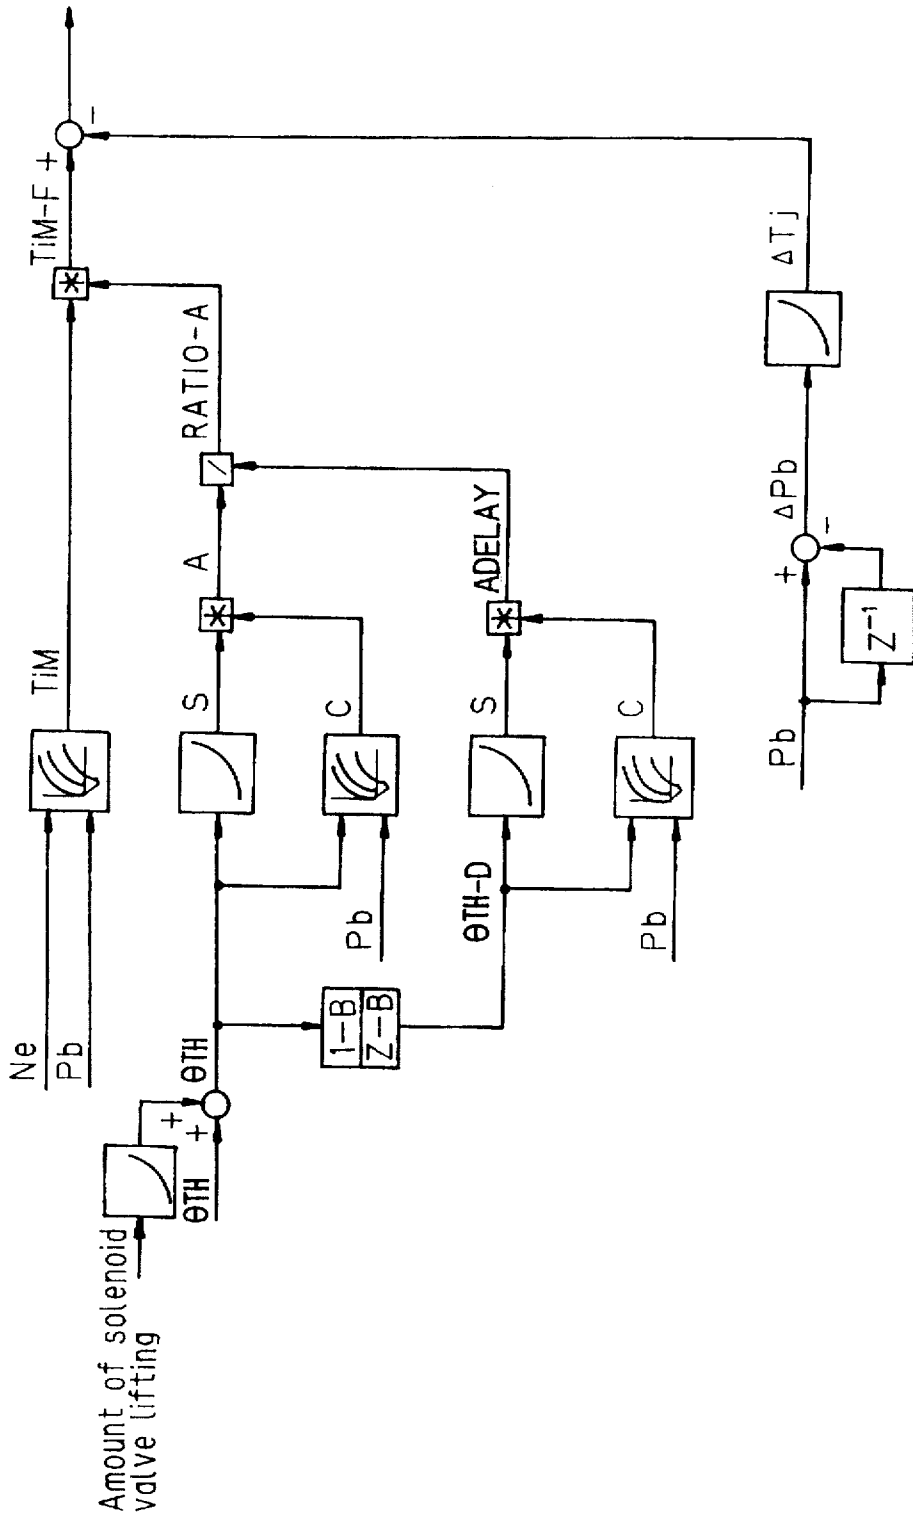 Amount of solenoid
valve lifting
Ne
Pb
TiM
TiM-F
+
-
+
+
θTH
θTH
S
A
RATIO-A
*
*
/
Pb
C
1-B
Z-B
θTH-D
S
ADELAY
*
Pb
C
Pb
+
-
Z⁻¹
ΔPb
ΔTj